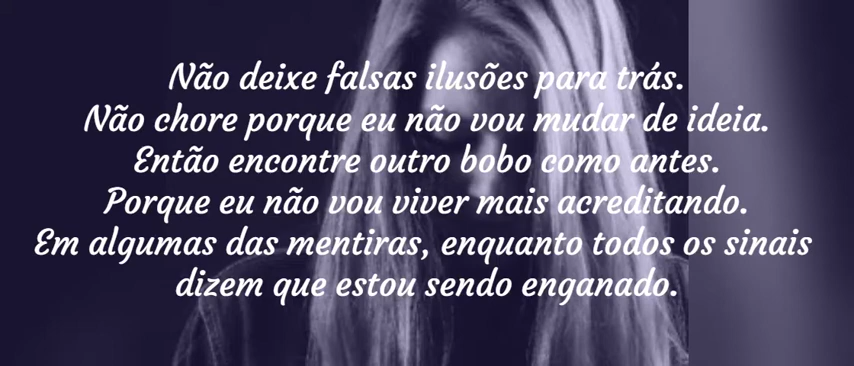 Não deixe falsas ilusões para trás.
Não chore porque eu não vou mudar de ideia.
Então encontre outro bobo como antes.
Porque eu não vou viver mais acreditando.
Em algumas das mentiras, enquanto todos os sinais
dizem que estou sendo enganado.